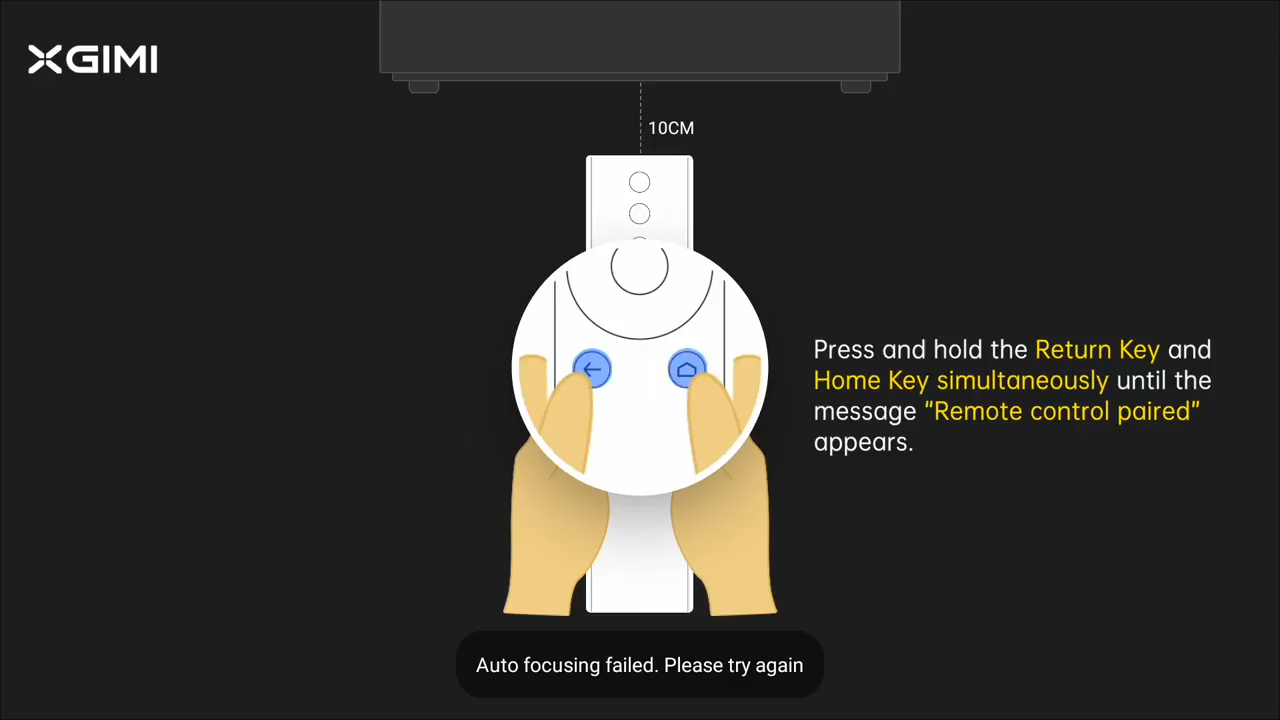 XGIMI
10CM
Press and hold the Return Key and
Home Key simultaneously until the
message “Remote control paired”
appears.
Auto focusing failed. Please try again